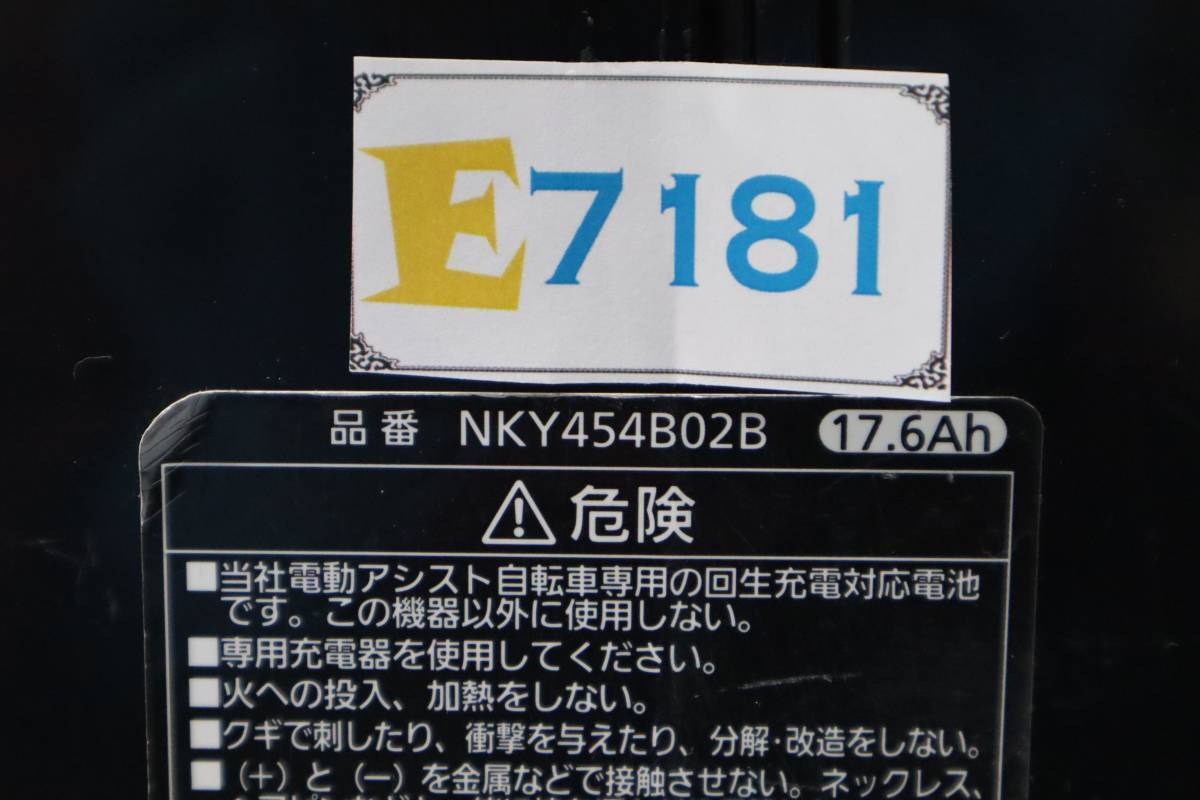 E7181
品番 NKY454B02B 17.6Ah
危険
■当社電動アシスト自転車専用の回生充電対応電池
です。この機器以外に使用しない。
■専用充電器を使用してください。
■火への投入、加熱をしない。
■クギで刺したり、衝撃を与えたり、分解・改造をしない。
■（+）と（−）を金属などで接触させない。ネックレス、